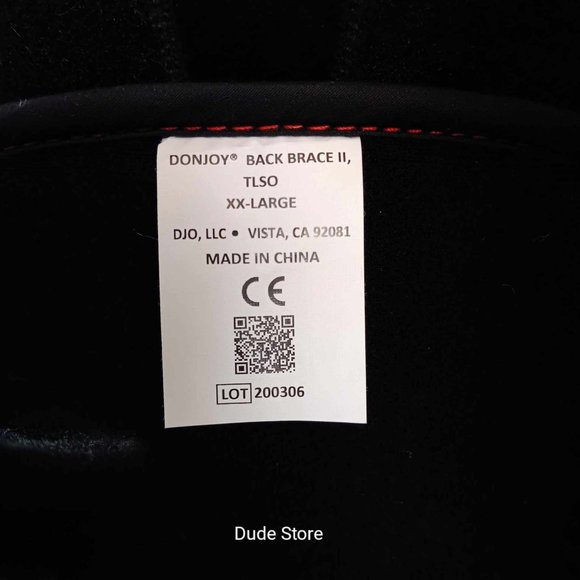 DONJOY® BACK BRACE II,
TLSO
XX-LARGE
DJO, LLC • VISTA, CA 92081
MADE IN CHINA
CE
LOT 200306
Dude Store